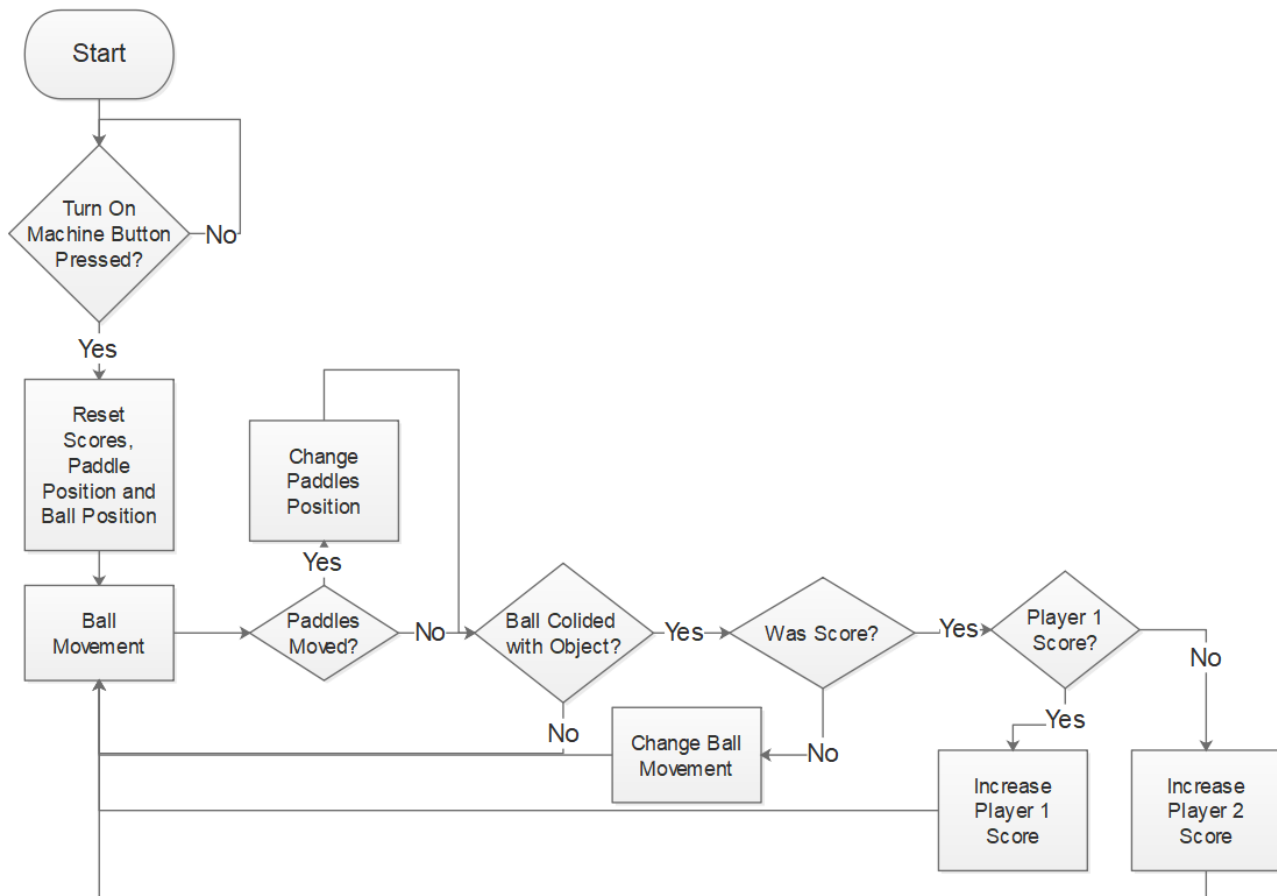 Start
Turn On
Machine Button
Pressed?
No
Yes
Reset
Scores,
Paddle
Position and
Ball Position
Change
Paddles
Position
Yes
Ball
Movement
Paddles
Moved?
No
Ball Colided
with Object?
Yes
Was Score?
Yes
Player 1
Score?
No
No
Change Ball
Movement
No
Yes
Increase
Player 1
Score
Increase
Player 2
Score